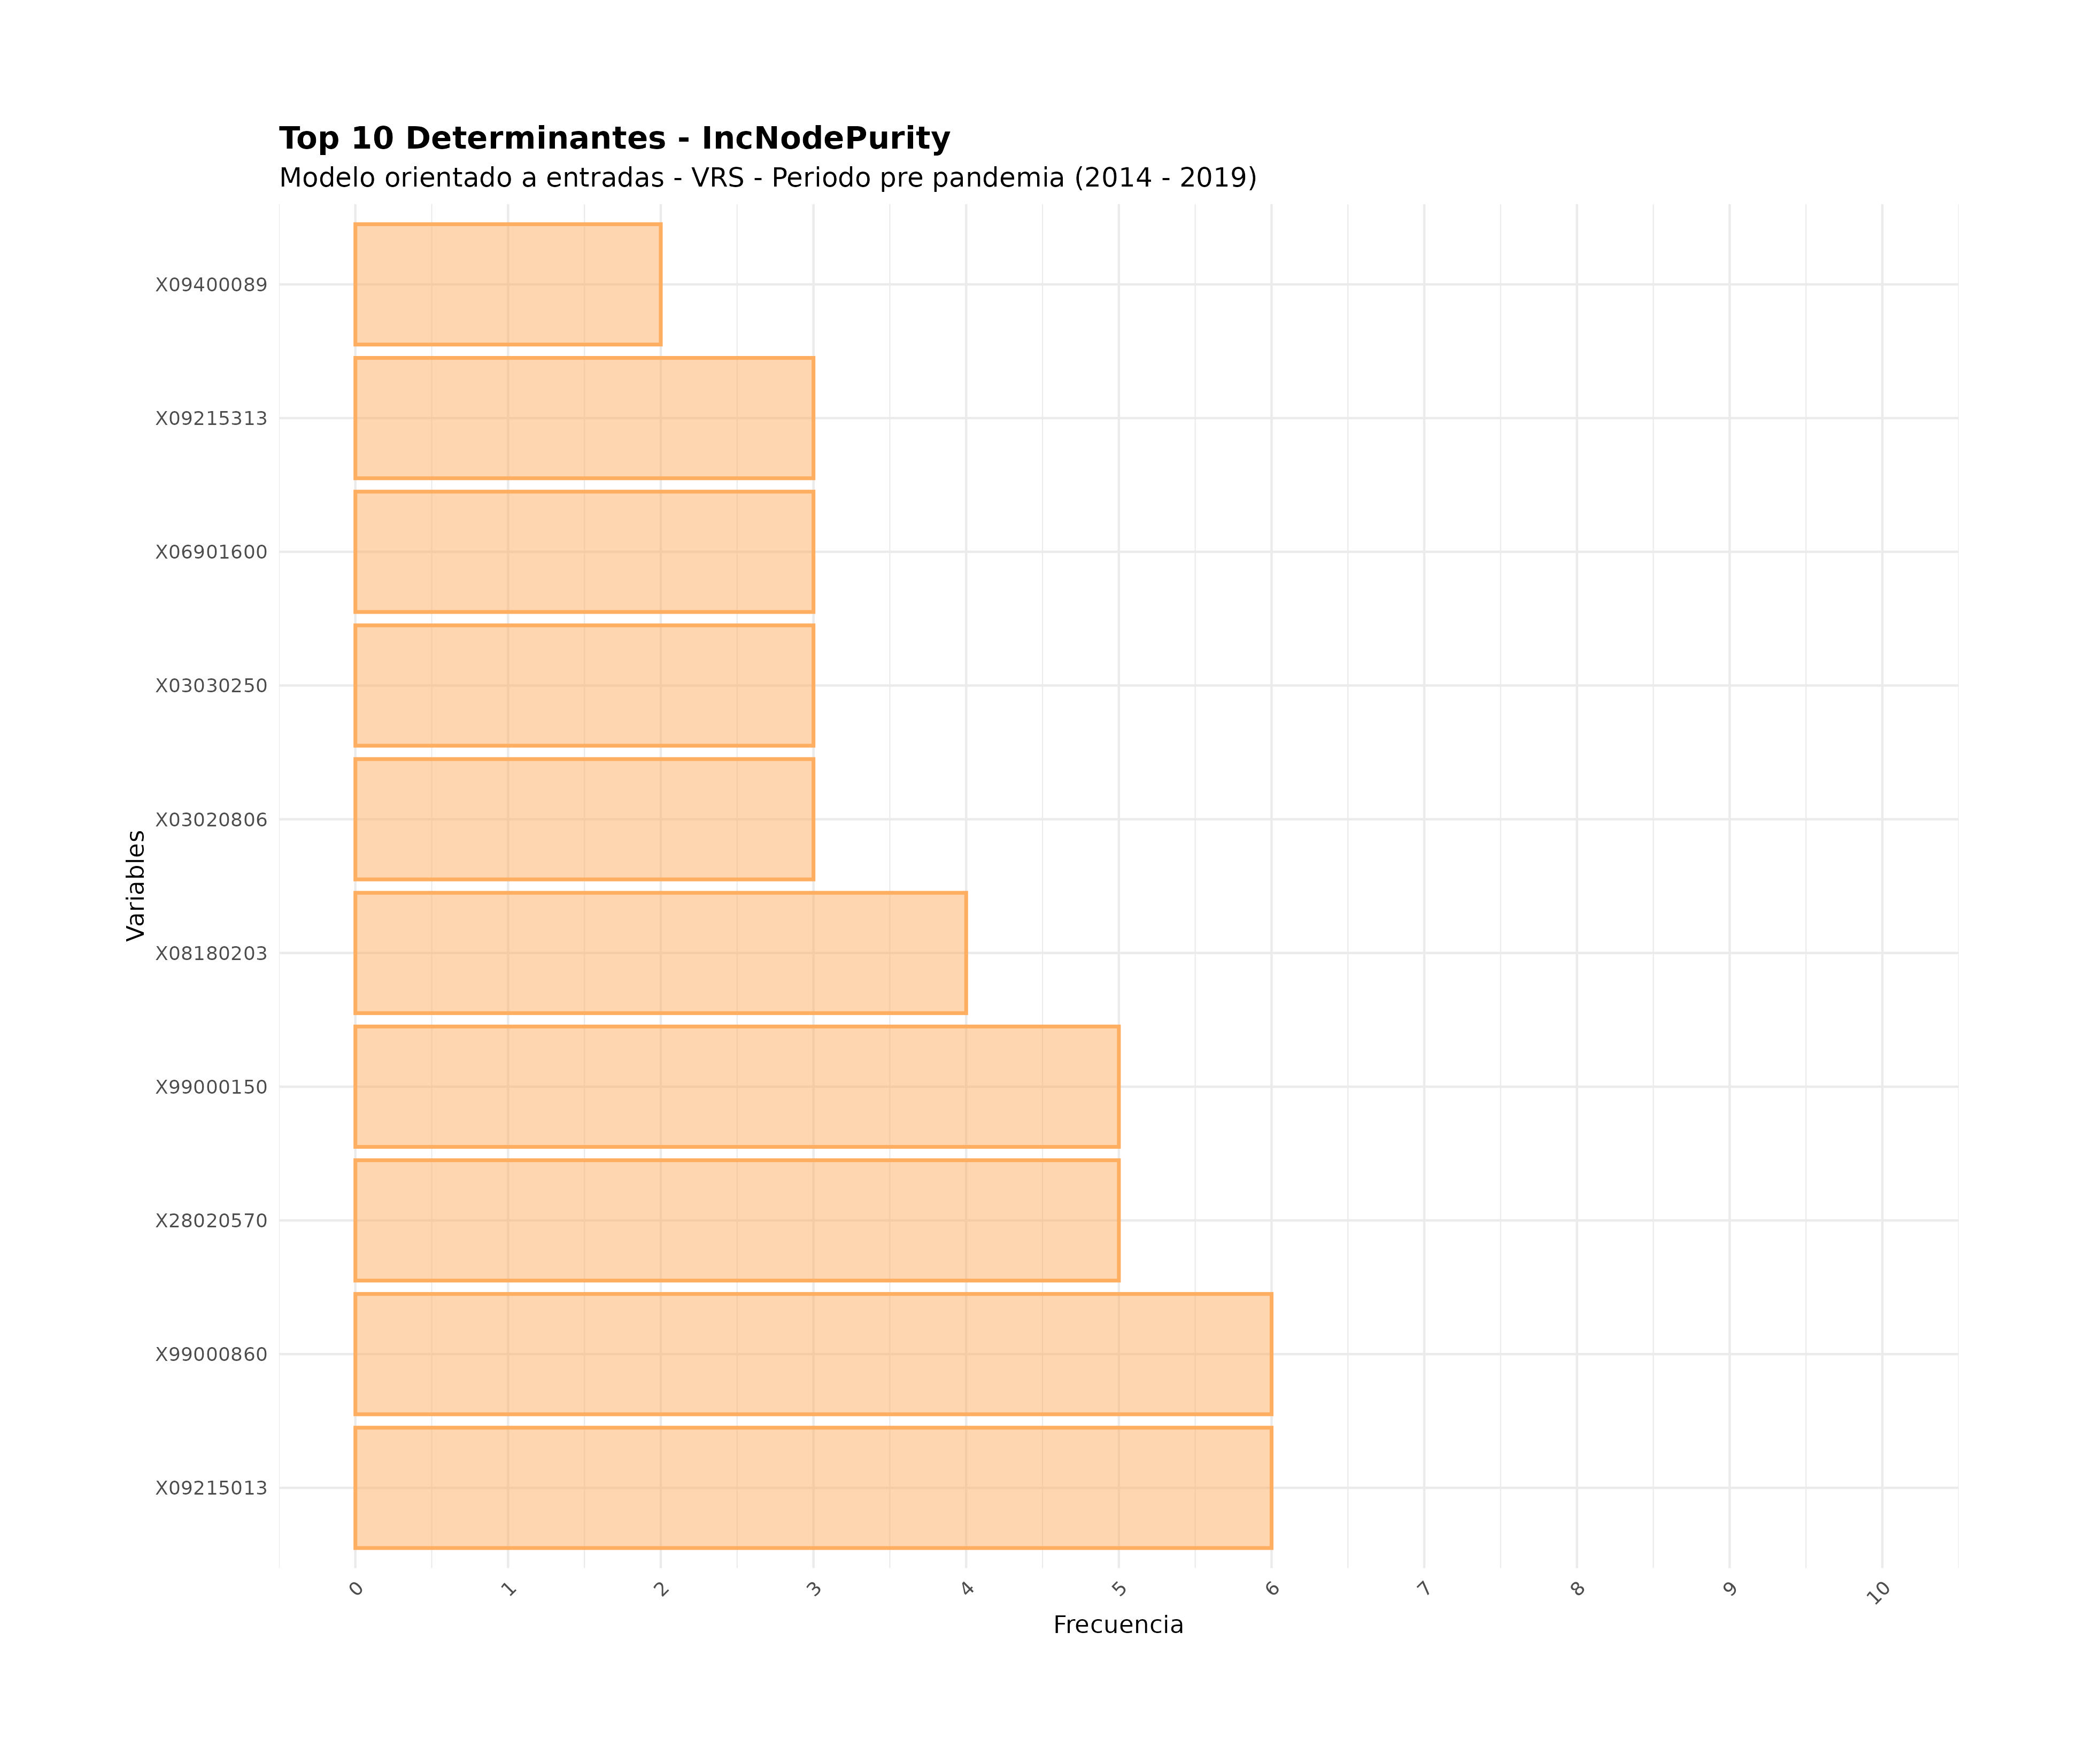 Top 10 Determinantes - IncNodePurity
Modelo orientado a entradas - VRS - Periodo pre pandemia (2014 - 2019)
Variables
X09400089
X09215313
X06901600
X03030250
X03020806
X08180203
X99000150
X28020570
X99000860
X09215013
0 1 2 3 4 5 6 7 8 9 10
Frecuencia